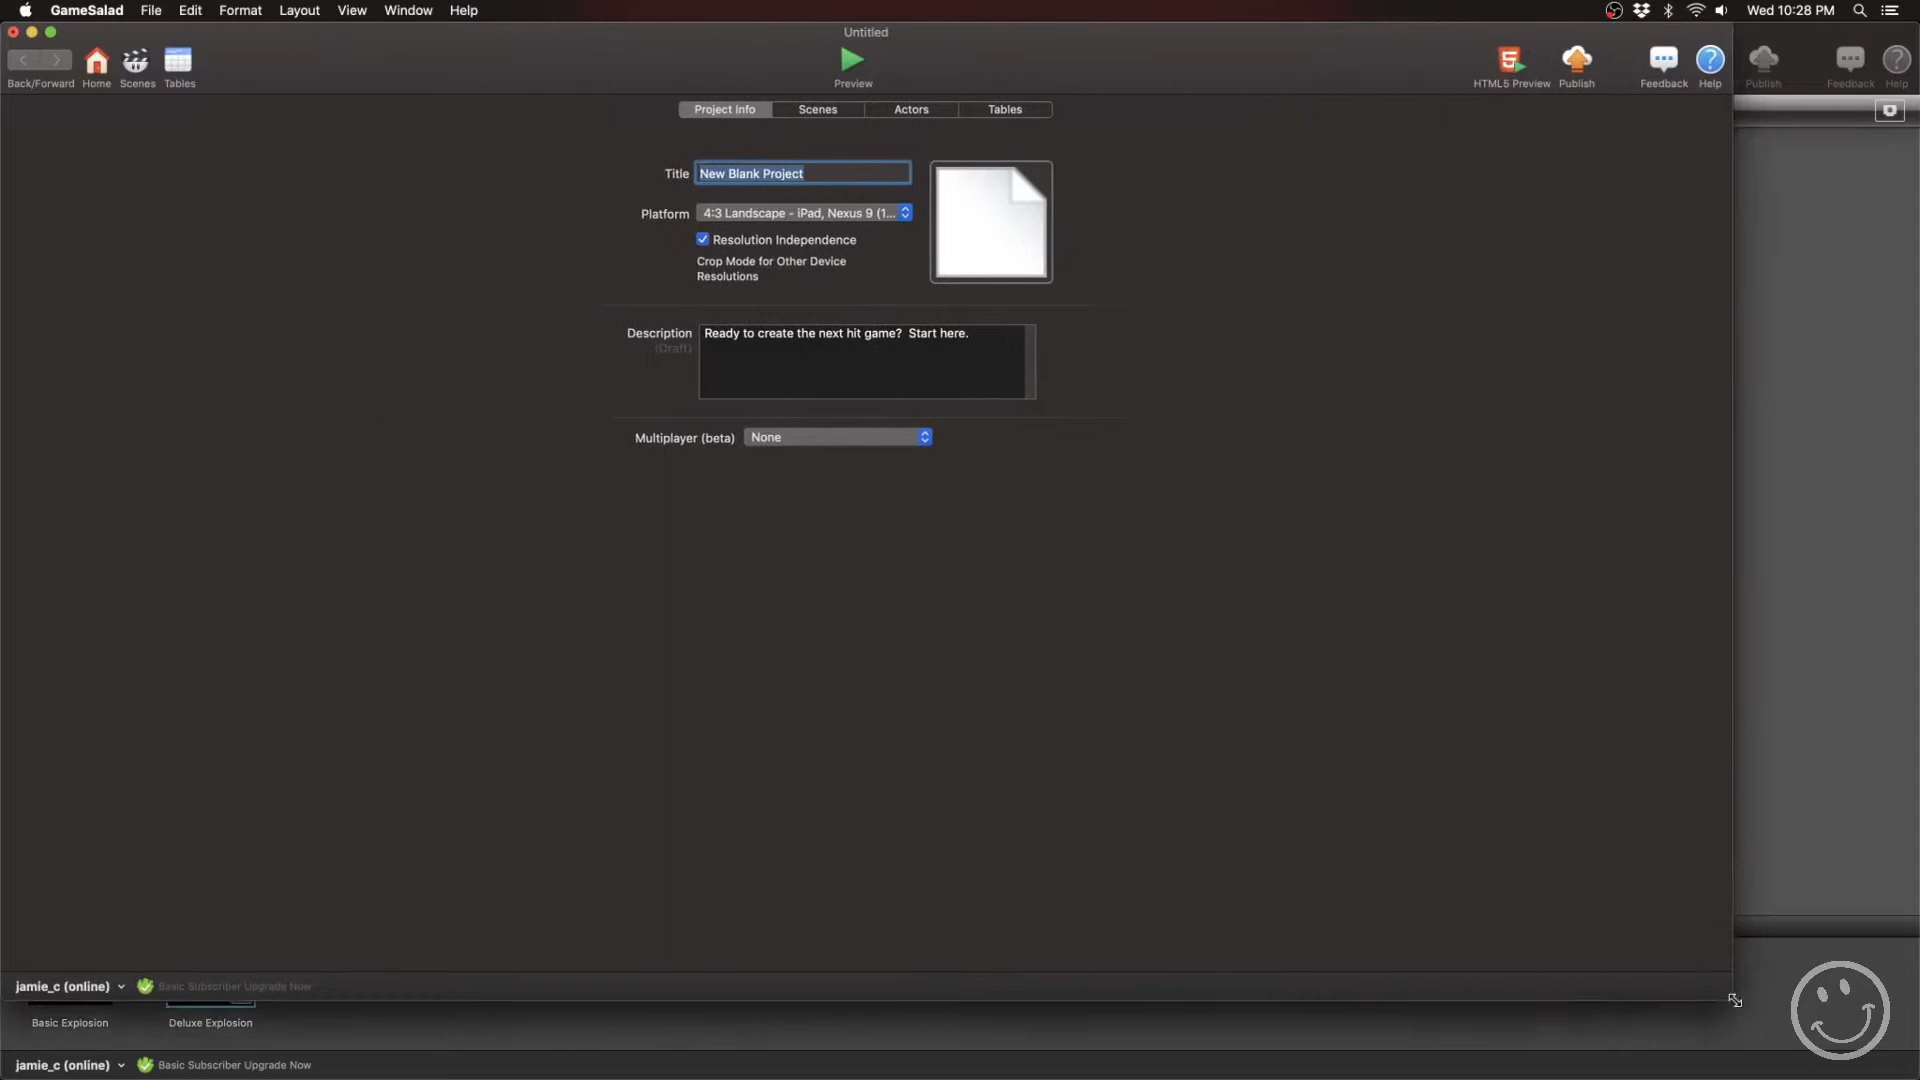 GameSalad File Edit Format Layout View Window Help Wed 10:28 PM
Untitled
Back/Forward Home Scenes Tables Preview HTML5 Preview Publish Feedback Help Publish Feedback Help
Project Info Scenes Actors Tables
Title New Blank Project
Platform 4:3 Landscape - iPad, Nexus 9 (1...
Resolution Independence
Crop Mode for Other Device
Resolutions
Description Ready to create the next hit game? Start here.
(Draft)
Multiplayer (beta) None
jamie_c (online) Basic Subscriber Upgrade Now
Basic Explosion Deluxe Explosion
jamie_c (online) Basic Subscriber Upgrade Now